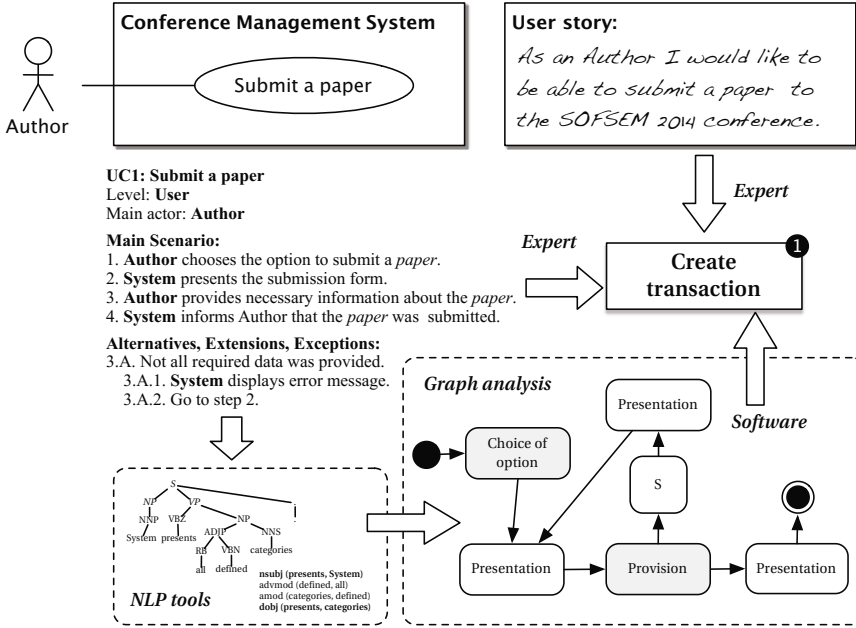 Conference Management System
Submit a paper
Author
User story:
As an Author I would like to
be able to submit a paper to
the SOFSEM 2014 conference.
UC1: Submit a paper
Level: User
Main actor: Author
Main Scenario:
1. Author chooses the option to submit a paper.
2. System presents the submission form.
3. Author provides necessary information about the paper.
4. System informs Author that the paper was submitted.
Alternatives, Extensions, Exceptions:
3.A. Not all required data was provided.
3.A.1. System displays error message.
3.A.2. Go to step 2.
Expert
Expert
1
Create
transaction
Software
Graph analysis
Choice of
option
Presentation
S
Presentation
Provision
Presentation
S
NP VP
NNP VBZ NP
ADJP NNS
System presents
RB VBN categories
all defined
nsubj (presents, System)
advmod (defined, all)
amod (categories, defined)
dobj (presents, categories)
NLP tools